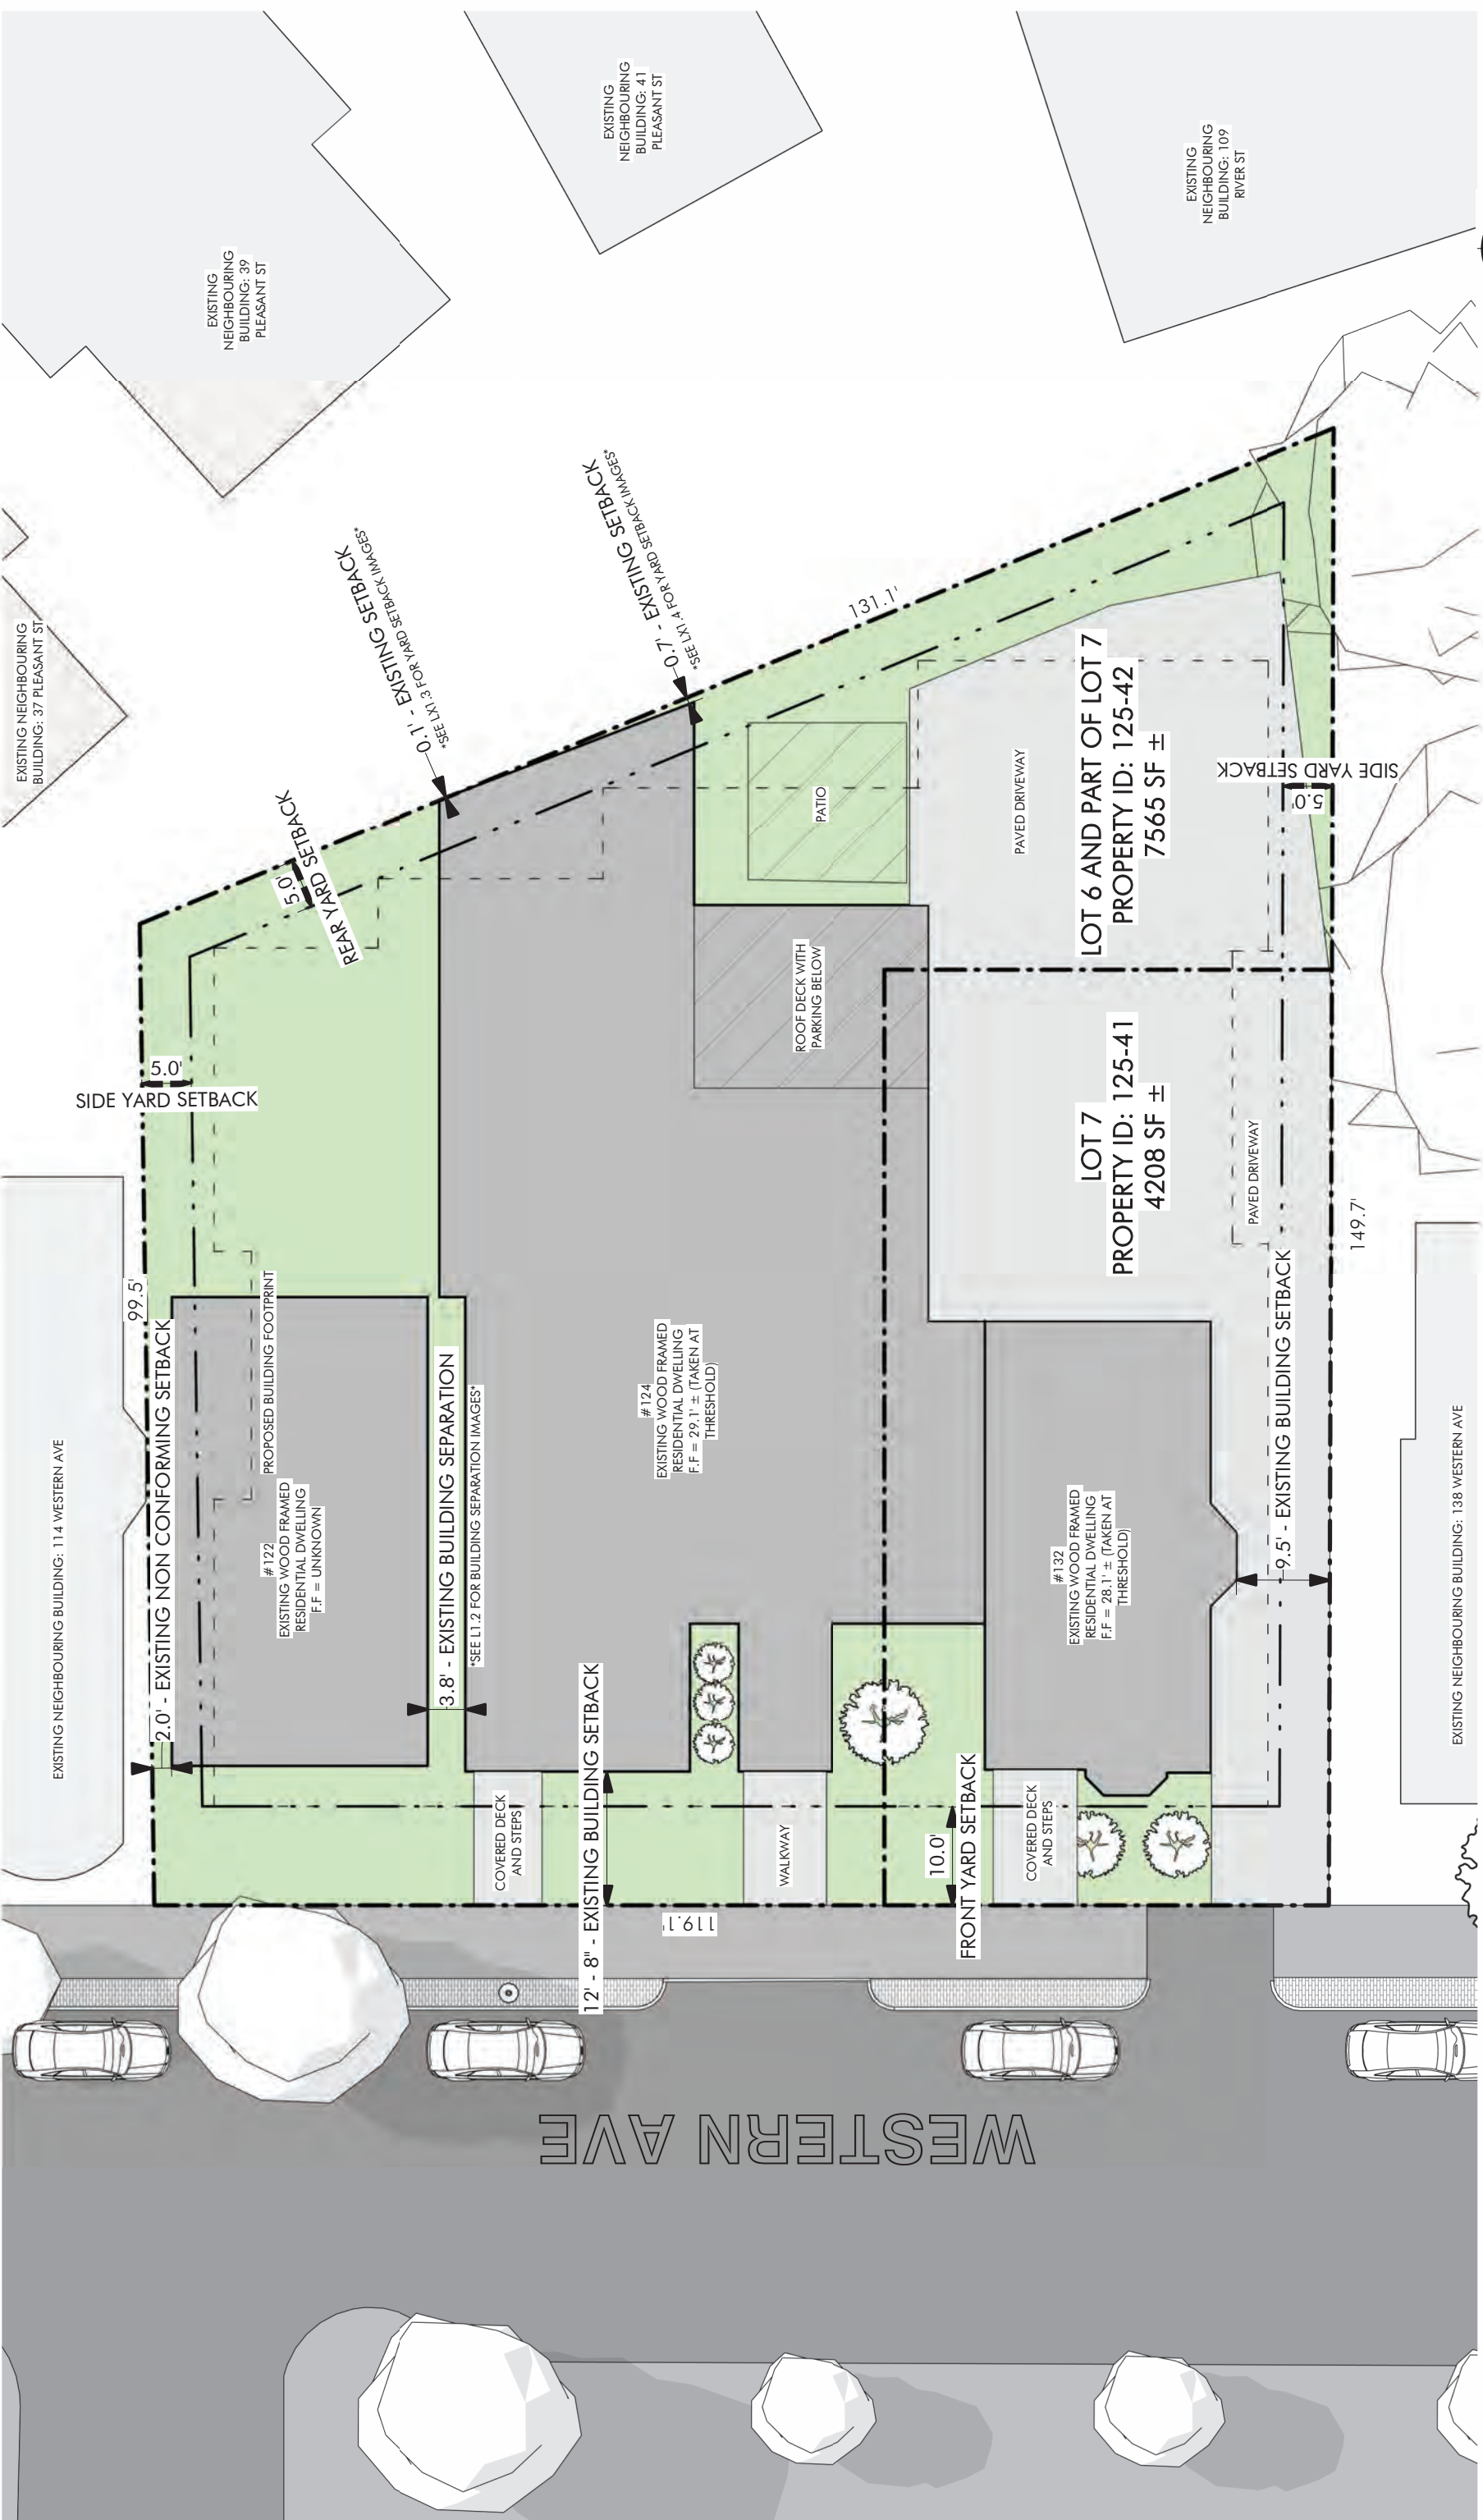 EXISTING
NEIGHBOURING
BUILDING: 39
PLEASANT ST
EXISTING
NEIGHBOURING
BUILDING: 41
PLEASANT ST
EXISTING
NEIGHBOURING
BUILDING: 109
RIVER ST
EXISTING NEIGHBOURING
BUILDING: 37 PLEASANT ST
0.1' - EXISTING SETBACK
*SEE LX1.3 FOR YARD SETBACK IMAGES*
0.7' - EXISTING SETBACK
*SEE LX1.4 FOR YARD SETBACK IMAGES*
131.1'
5.0'
REAR YARD SETBACK
PATIO
PAVED DRIVEWAY
LOT 6 AND PART OF LOT 7
PROPERTY ID: 125-42
7565 SF ±
SIDE YARD SETBACK
5.0'
5.0'
SIDE YARD SETBACK
ROOF DECK WITH
PARKING BELOW
LOT 7
PROPERTY ID: 125-41
4208 SF ±
PAVED DRIVEWAY
149.7'
99.5'
EXISTING NEIGHBOURING BUILDING: 114 WESTERN AVE
2.0' - EXISTING NON CONFORMING SETBACK
PROPOSED BUILDING FOOTPRINT
#122
EXISTING WOOD FRAMED
RESIDENTIAL DWELLING
F.F = UNKNOWN
3.8' - EXISTING BUILDING SEPARATION
*SEE L1.2 FOR BUILDING SEPARATION IMAGES*
#124
EXISTING WOOD FRAMED
RESIDENTIAL DWELLING
F.F = 29.1' ± (TAKEN AT
THRESHOLD)
#132
EXISTING WOOD FRAMED
RESIDENTIAL DWELLING
F.F = 28.1' ± (TAKEN AT
THRESHOLD)
9.5' - EXISTING BUILDING SETBACK
EXISTING NEIGHBOURING BUILDING: 138 WESTERN AVE
COVERED DECK
AND STEPS
12' - 8" - EXISTING BUILDING SETBACK
119.1'
WALKWAY
10.0'
FRONT YARD SETBACK
COVERED DECK
AND STEPS
WESTERN AVE